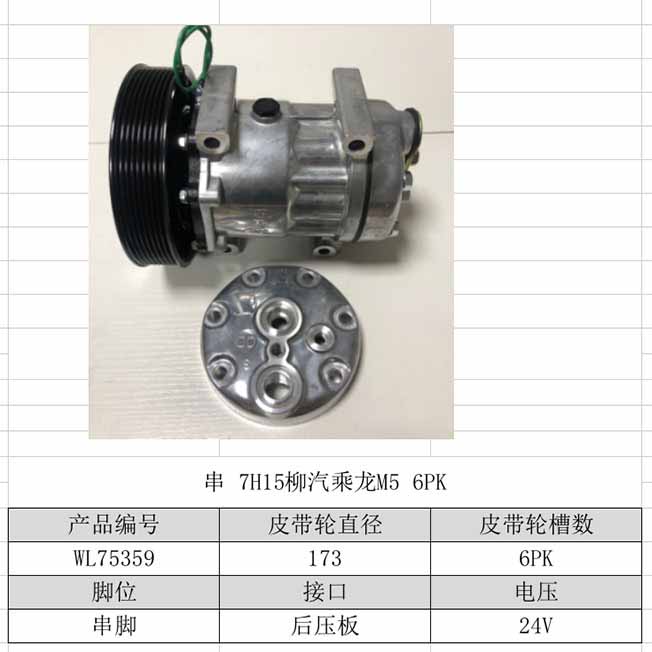 串 7H15柳汽乘龙M5 6PK
产品编号 皮带轮直径 皮带轮槽数
WL75359 173 6PK
脚位 接口 电压
串脚 后压板 24V